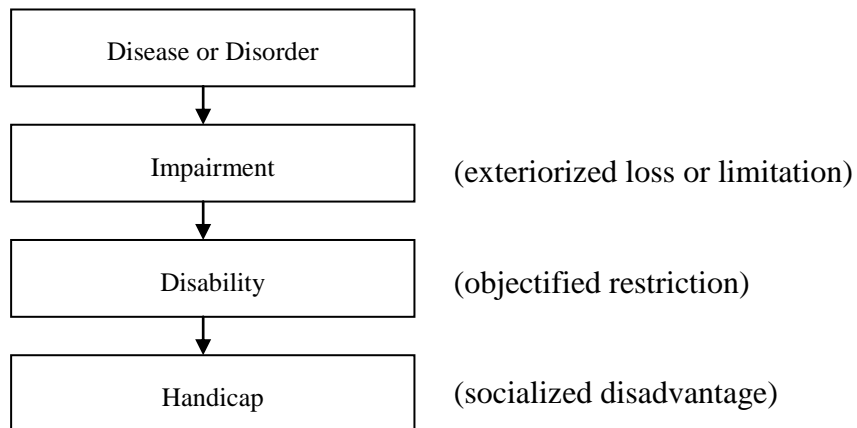 Disease or Disorder
Impairment
(exteriorized loss or limitation)
Disability
(objectified restriction)
Handicap
(socialized disadvantage)